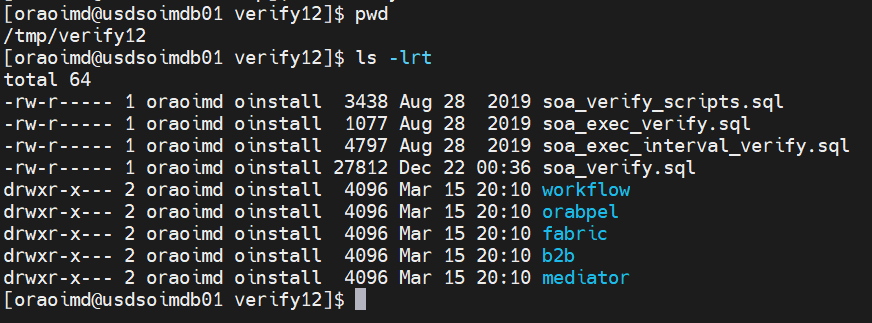 [oraoimd@usdsoimdb01 verify12]$ pwd
/tmp/verify12
[oraoimd@usdsoimdb01 verify12]$ ls -lrt
total 64
-rw-r----- 1 oraoimd oinstall  3438 Aug 28  2019 soa_verify_scripts.sql
-rw-r----- 1 oraoimd oinstall  1077 Aug 28  2019 soa_exec_verify.sql
-rw-r----- 1 oraoimd oinstall  4797 Aug 28  2019 soa_exec_interval_verify.sql
-rw-r----- 1 oraoimd oinstall 27812 Dec 22 00:36 soa_verify.sql
drwxr-x--- 2 oraoimd oinstall  4096 Mar 15 20:10 workflow
drwxr-x--- 2 oraoimd oinstall  4096 Mar 15 20:10 orabpel
drwxr-x--- 2 oraoimd oinstall  4096 Mar 15 20:10 fabric
drwxr-x--- 2 oraoimd oinstall  4096 Mar 15 20:10 b2b
drwxr-x--- 2 oraoimd oinstall  4096 Mar 15 20:10 mediator
[oraoimd@usdsoimdb01 verify12]$